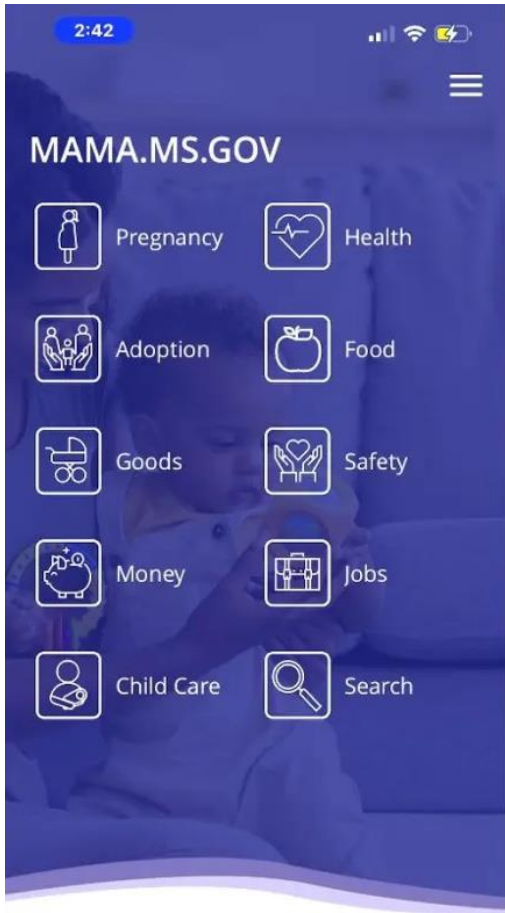 2:42
MAMA.MS.GOV
Pregnancy Health
Adoption Food
Goods Safety
Money Jobs
Child Care Search